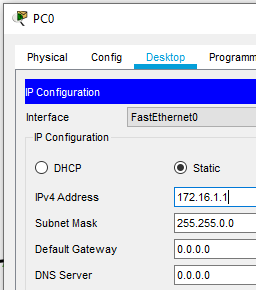 PC0
Physical Config Desktop Programm
IP Configuration
Interface FastEthernet0
IP Configuration
DHCP Static
IPv4 Address 172.16.1.1
Subnet Mask 255.255.0.0
Default Gateway 0.0.0.0
DNS Server 0.0.0.0